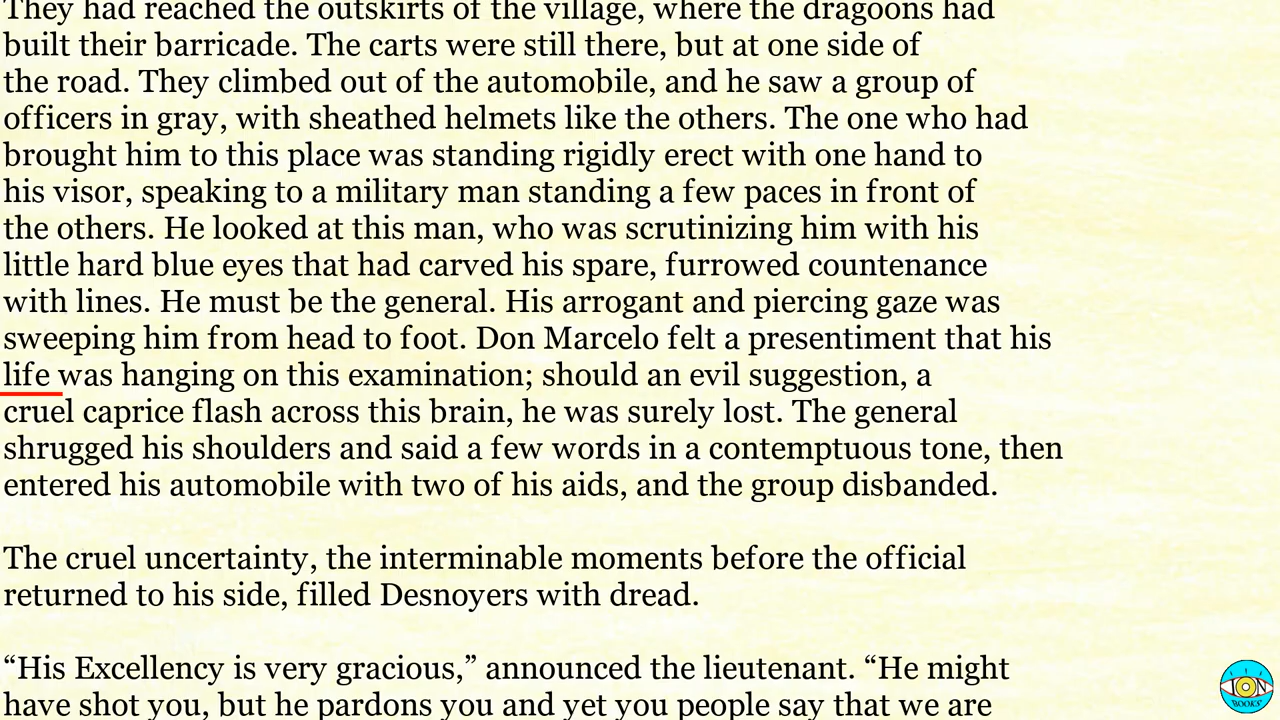 They had reached the outskirts of the village, where the dragoons had
built their barricade. The carts were still there, but at one side of
the road. They climbed out of the automobile, and he saw a group of
officers in gray, with sheathed helmets like the others. The one who had
brought him to this place was standing rigidly erect with one hand to
his visor, speaking to a military man standing a few paces in front of
the others. He looked at this man, who was scrutinizing him with his
little hard blue eyes that had carved his spare, furrowed countenance
with lines. He must be the general. His arrogant and piercing gaze was
sweeping him from head to foot. Don Marcelo felt a presentiment that his
life was hanging on this examination; should an evil suggestion, a
cruel caprice flash across this brain, he was surely lost. The general
shrugged his shoulders and said a few words in a contemptuous tone, then
entered his automobile with two of his aids, and the group disbanded.
The cruel uncertainty, the interminable moments before the official
returned to his side, filled Desnoyers with dread.
“His Excellency is very gracious,” announced the lieutenant. “He might
have shot you, but he pardons you and yet you people say that we are
ION
BOOKS